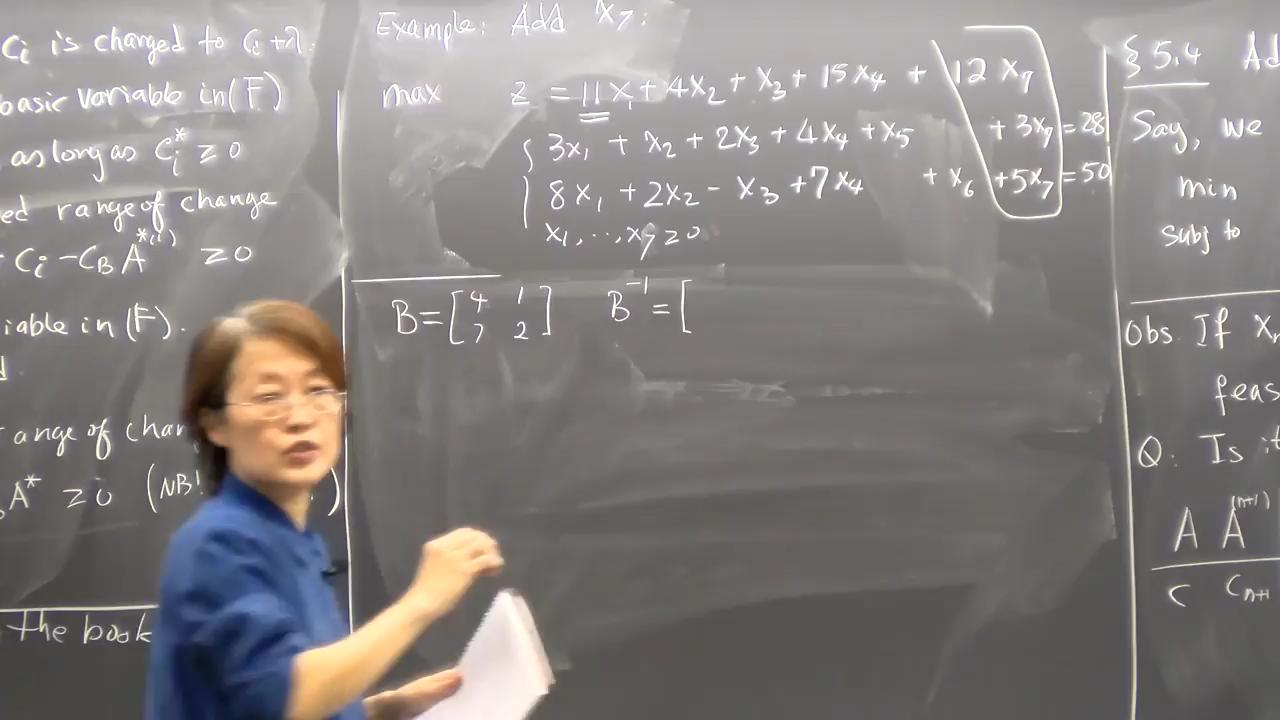 Cᵢ is changed to Cᵢ+λ.
basic variable in (F)
as long as Cᵢ* ≥ 0
ed range of change
Cᵢ - C_B A*⁽ⁱ⁾ ≥ 0
iable in (F).
ange of chan
A* ≥ 0 (NB!
)
the book
Example: Add x₇:
max z = 11x₁ + 4x₂ + x₃ + 15x₄ + 12x₇
3x₁ + x₂ + 2x₃ + 4x₄ + x₅ + 3x₇ = 28
8x₁ + 2x₂ - x₃ + 7x₄ + x₆ + 5x₇ = 50
x₁, ..., x₇ ≥ 0
B = [4 1
7 2] B⁻¹ = [
§ 5.4 Ad
Say, we
min
subj to
Obs. If x
feas
Q: Is it
A A⁽ⁿ⁺¹⁾
C Cₙ₊₁